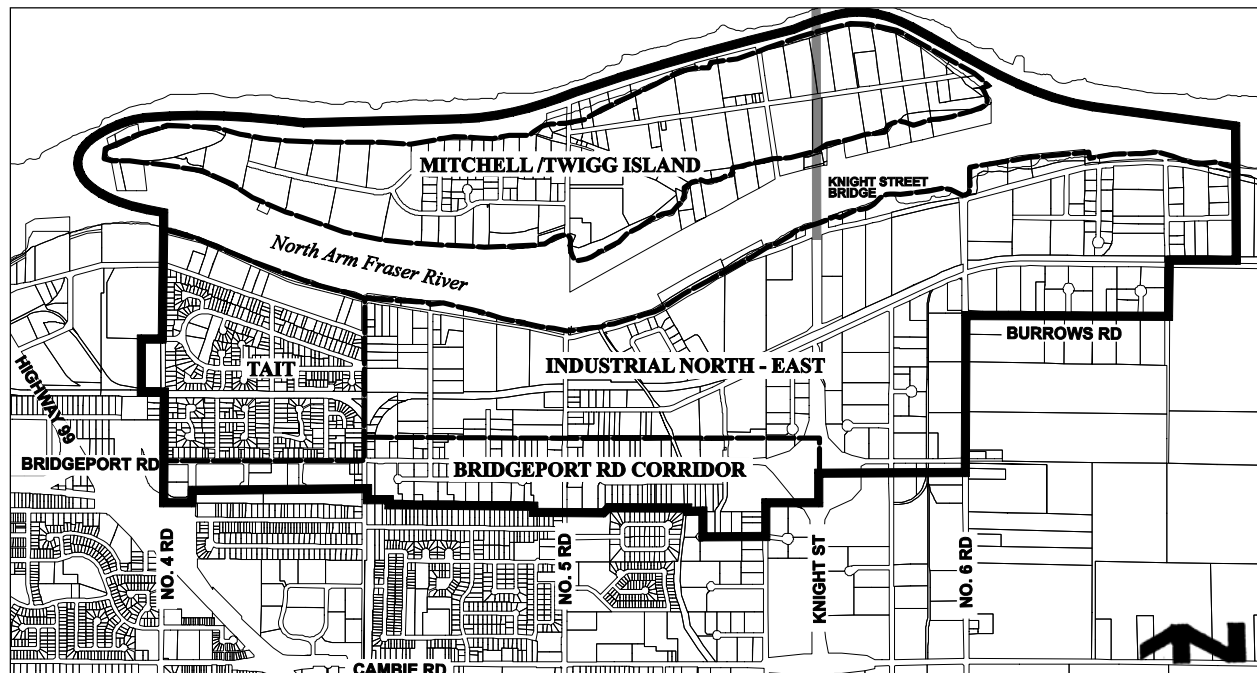 MITCHELL /TWIGG ISLAND
KNIGHT STREET
BRIDGE
North Arm Fraser River
BURROWS RD
TAIT
INDUSTRIAL NORTH - EAST
HIGHWAY 99
BRIDGEPORT RD
BRIDGEPORT RD CORRIDOR
NO. 4 RD
NO. 5 RD
KNIGHT ST
NO. 6 RD
CAMBIE RD